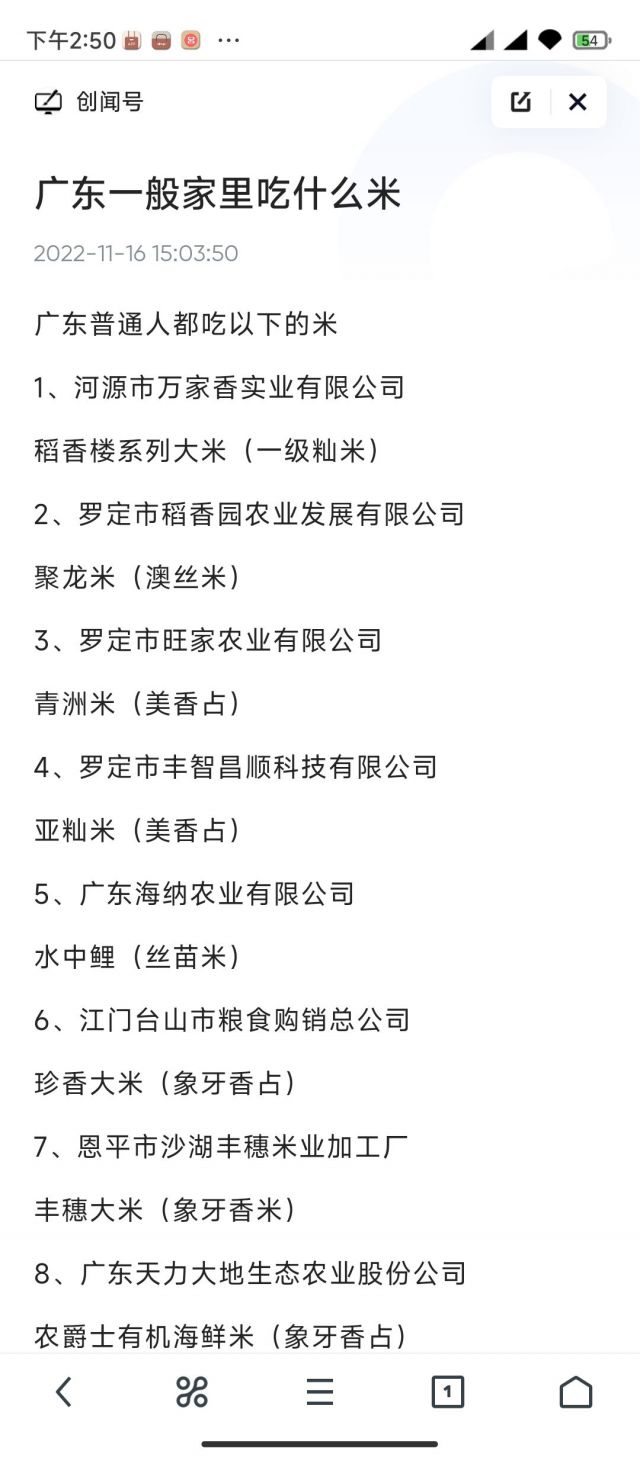 下午2:50 ···
54
创闻号
广东一般家里吃什么米
2022-11-16 15:03:50
广东普通人都吃以下的米
1、河源市万家香实业有限公司
稻香楼系列大米（一级籼米）
2、罗定市稻香园农业发展有限公司
聚龙米（澳丝米）
3、罗定市旺家农业有限公司
青洲米（美香占）
4、罗定市丰智昌顺科技有限公司
亚籼米（美香占）
5、广东海纳农业有限公司
水中鲤（丝苗米）
6、江门台山市粮食购销总公司
珍香大米（象牙香占）
7、恩平市沙湖丰穗米业加工厂
丰穗大米（象牙香米）
8、广东天力大地生态农业股份公司
农爵士有机海鲜米（象牙香占）
1